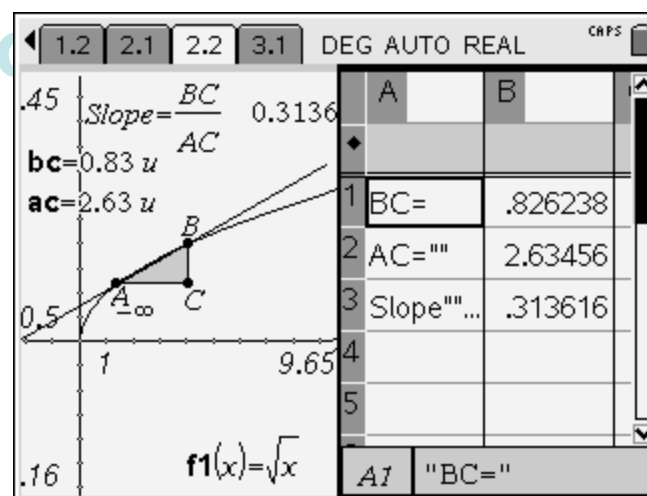 1.2 2.1 2.2 3.1 DEG AUTO REAL CAPS
.45
Slope= BC/AC 0.3136
bc=0.83 u
ac=2.63 u
B
A
C
0.5
1
9.65
f1(x)=√x
.16
A B
1 BC= .826238
2 AC="" 2.63456
3 Slope""... .313616
4
5
A1 "BC="